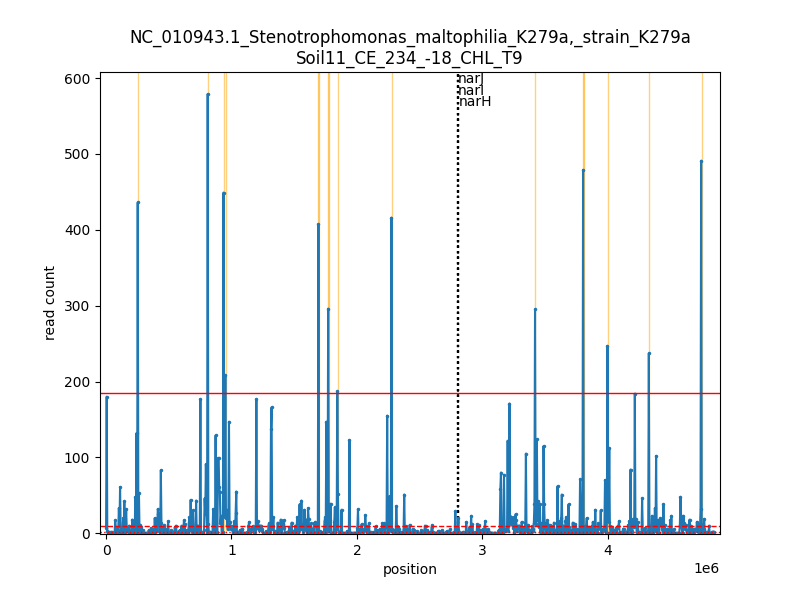 NC_010943.1_Stenotrophomonas_maltophilia_K279a,_strain_K279a
Soil11_CE_234_-18_CHL_T9
narJ
narI
narH
600
500
400
300
200
100
0
read count
0 1 2 3 4
1e6
position